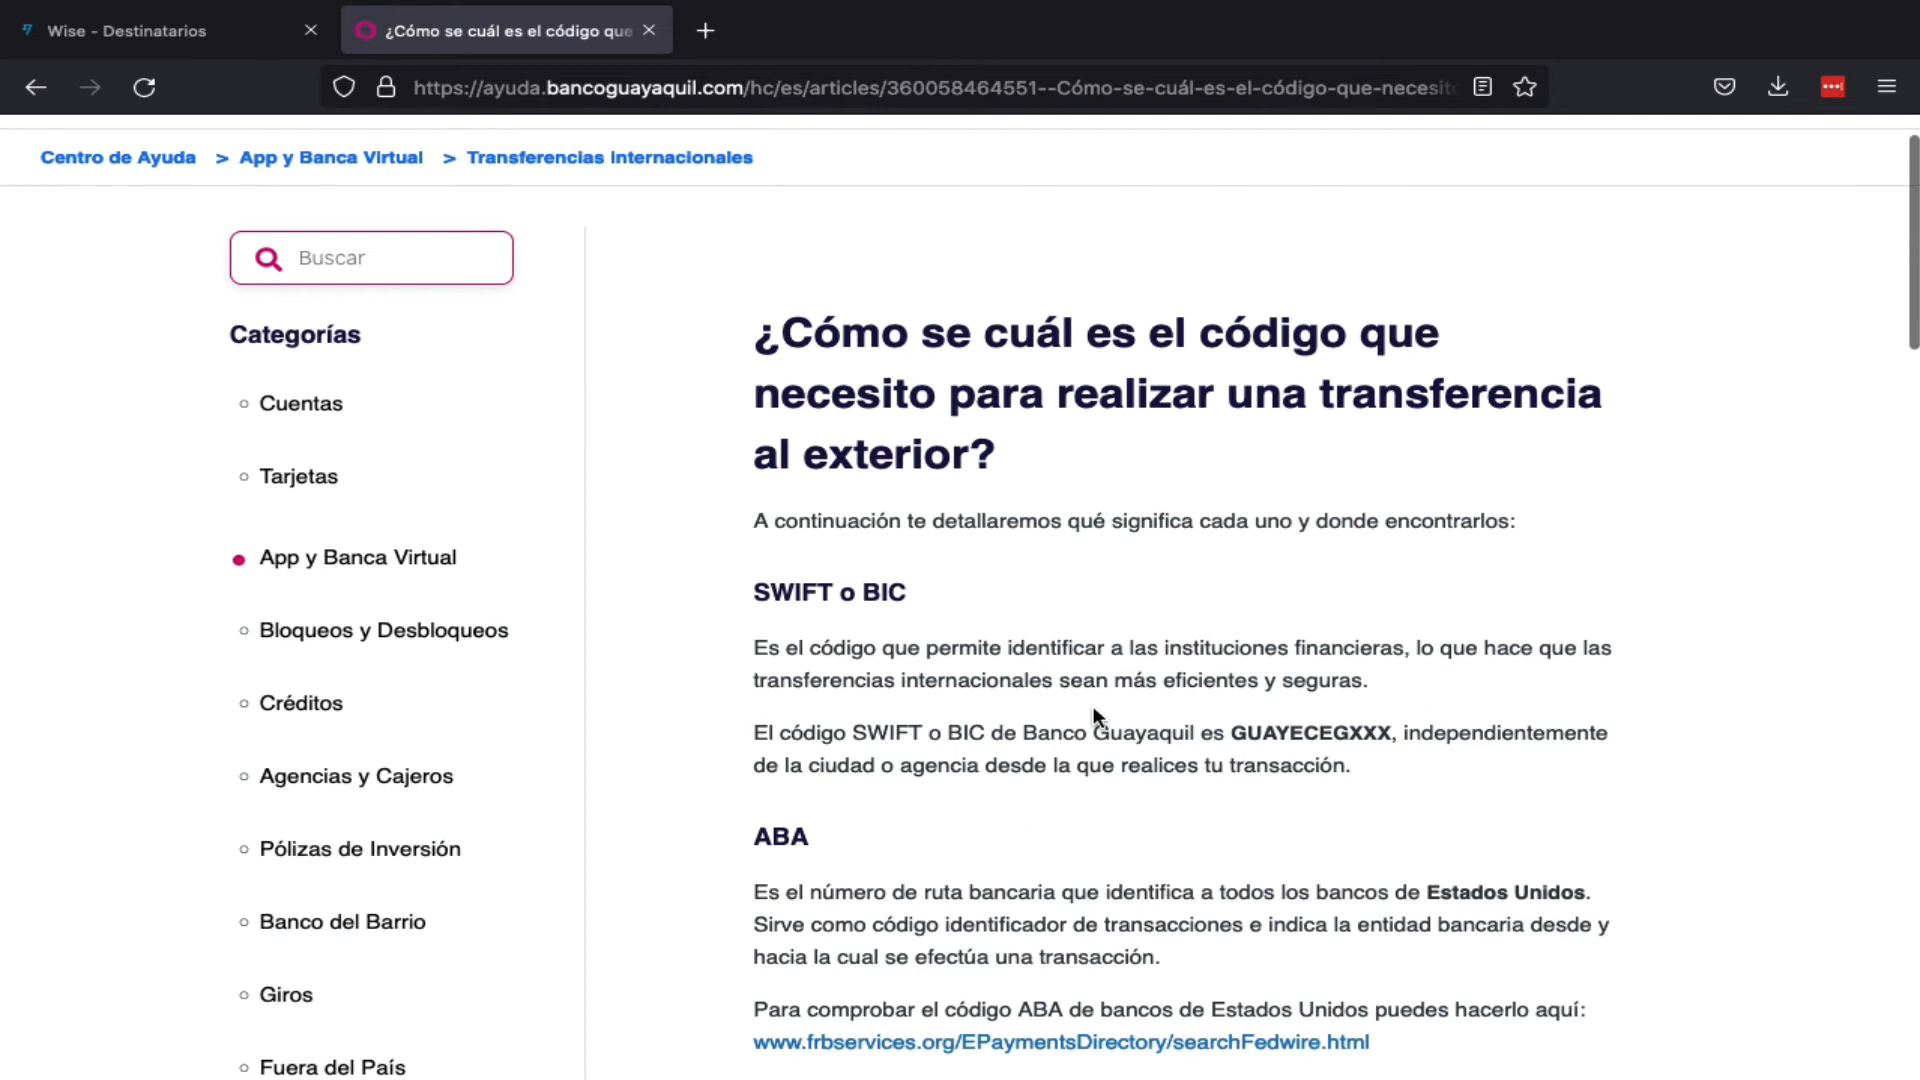 Wise - Destinatarios
¿Cómo se cuál es el código que
https://ayuda.bancoguayaquil.com/hc/es/articles/360058464551--Cómo-se-cuál-es-el-código-que-necesito
Centro de Ayuda > App y Banca Virtual > Transferencias Internacionales
Buscar
Categorías
Cuentas
Tarjetas
App y Banca Virtual
Bloqueos y Desbloqueos
Créditos
Agencias y Cajeros
Pólizas de Inversión
Banco del Barrio
Giros
Fuera del País
¿Cómo se cuál es el código que
necesito para realizar una transferencia
al exterior?
A continuación te detallaremos qué significa cada uno y donde encontrarlos:
SWIFT o BIC
Es el código que permite identificar a las instituciones financieras, lo que hace que las
transferencias internacionales sean más eficientes y seguras.
El código SWIFT o BIC de Banco Guayaquil es GUAYECEGXXX, independientemente
de la ciudad o agencia desde la que realices tu transacción.
ABA
Es el número de ruta bancaria que identifica a todos los bancos de Estados Unidos.
Sirve como código identificador de transacciones e indica la entidad bancaria desde y
hacia la cual se efectúa una transacción.
Para comprobar el código ABA de bancos de Estados Unidos puedes hacerlo aquí:
www.frbservices.org/EPaymentsDirectory/searchFedwire.html